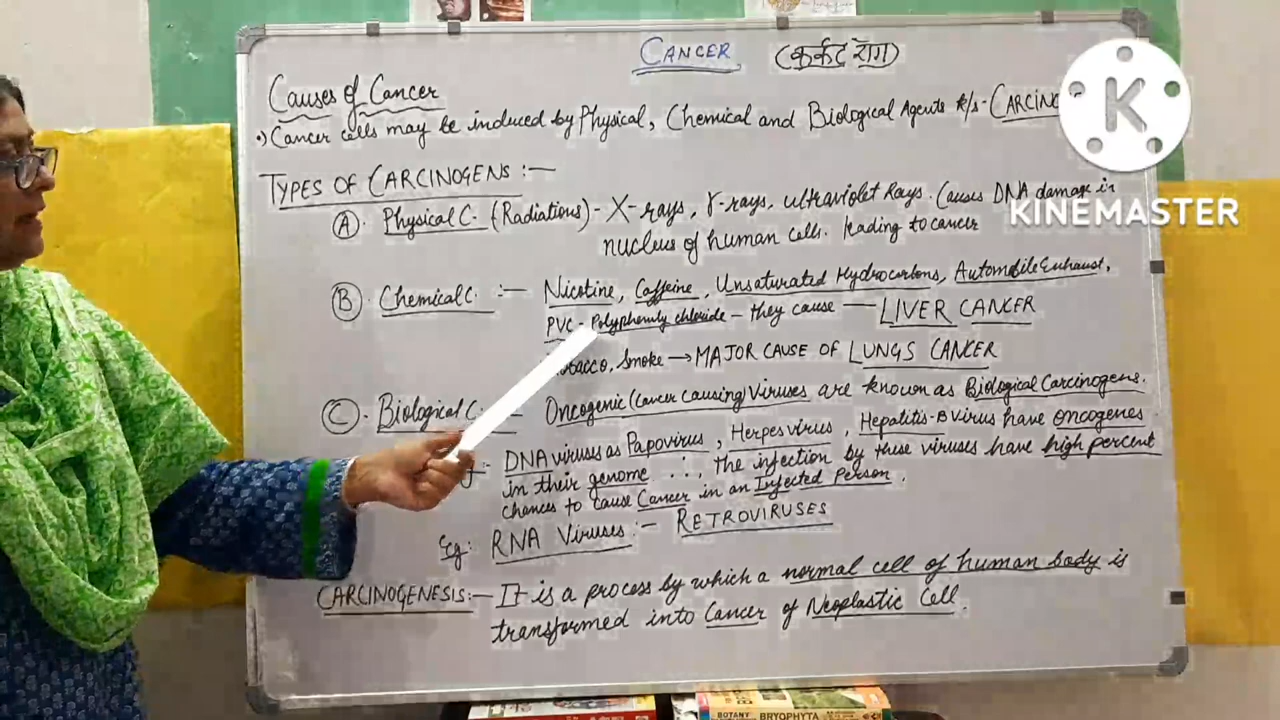 CANCER (कर्कट रोग)
Causes of Cancer
Cancer cells may be induced by Physical, Chemical and Biological Agents k/s - CARCINO
K
KINEMASTER
TYPES OF CARCINOGENS :—
A. Physical C. (Radiations) - X-rays, γ-rays, ultraviolet Rays. Causes DNA damage in
nucleus of human cells. leading to cancer
B. Chemical C. :— Nicotine, Caffeine, Unsaturated Hydrocarbons, Automobile Exhaust,
PVC - Polyphenly chloride - they cause — LIVER CANCER
bacco, Smoke → MAJOR CAUSE OF LUNGS CANCER
C. Biological C. — Oncogenic (cancer causing) Viruses are known as Biological Carcinogens.
DNA viruses as Papovirus, Herpes virus, Hepatitis-B virus have oncogenes
in their genome ∴, the infection by these viruses have high percent
chances to cause Cancer in an Infected Person.
Eg: RNA Viruses :- RETROVIRUSES
CARCINOGENESIS :— It is a process by which a normal cell of human body is
transformed into Cancer of Neoplastic Cell.
BOTANY BRYOPHYTA